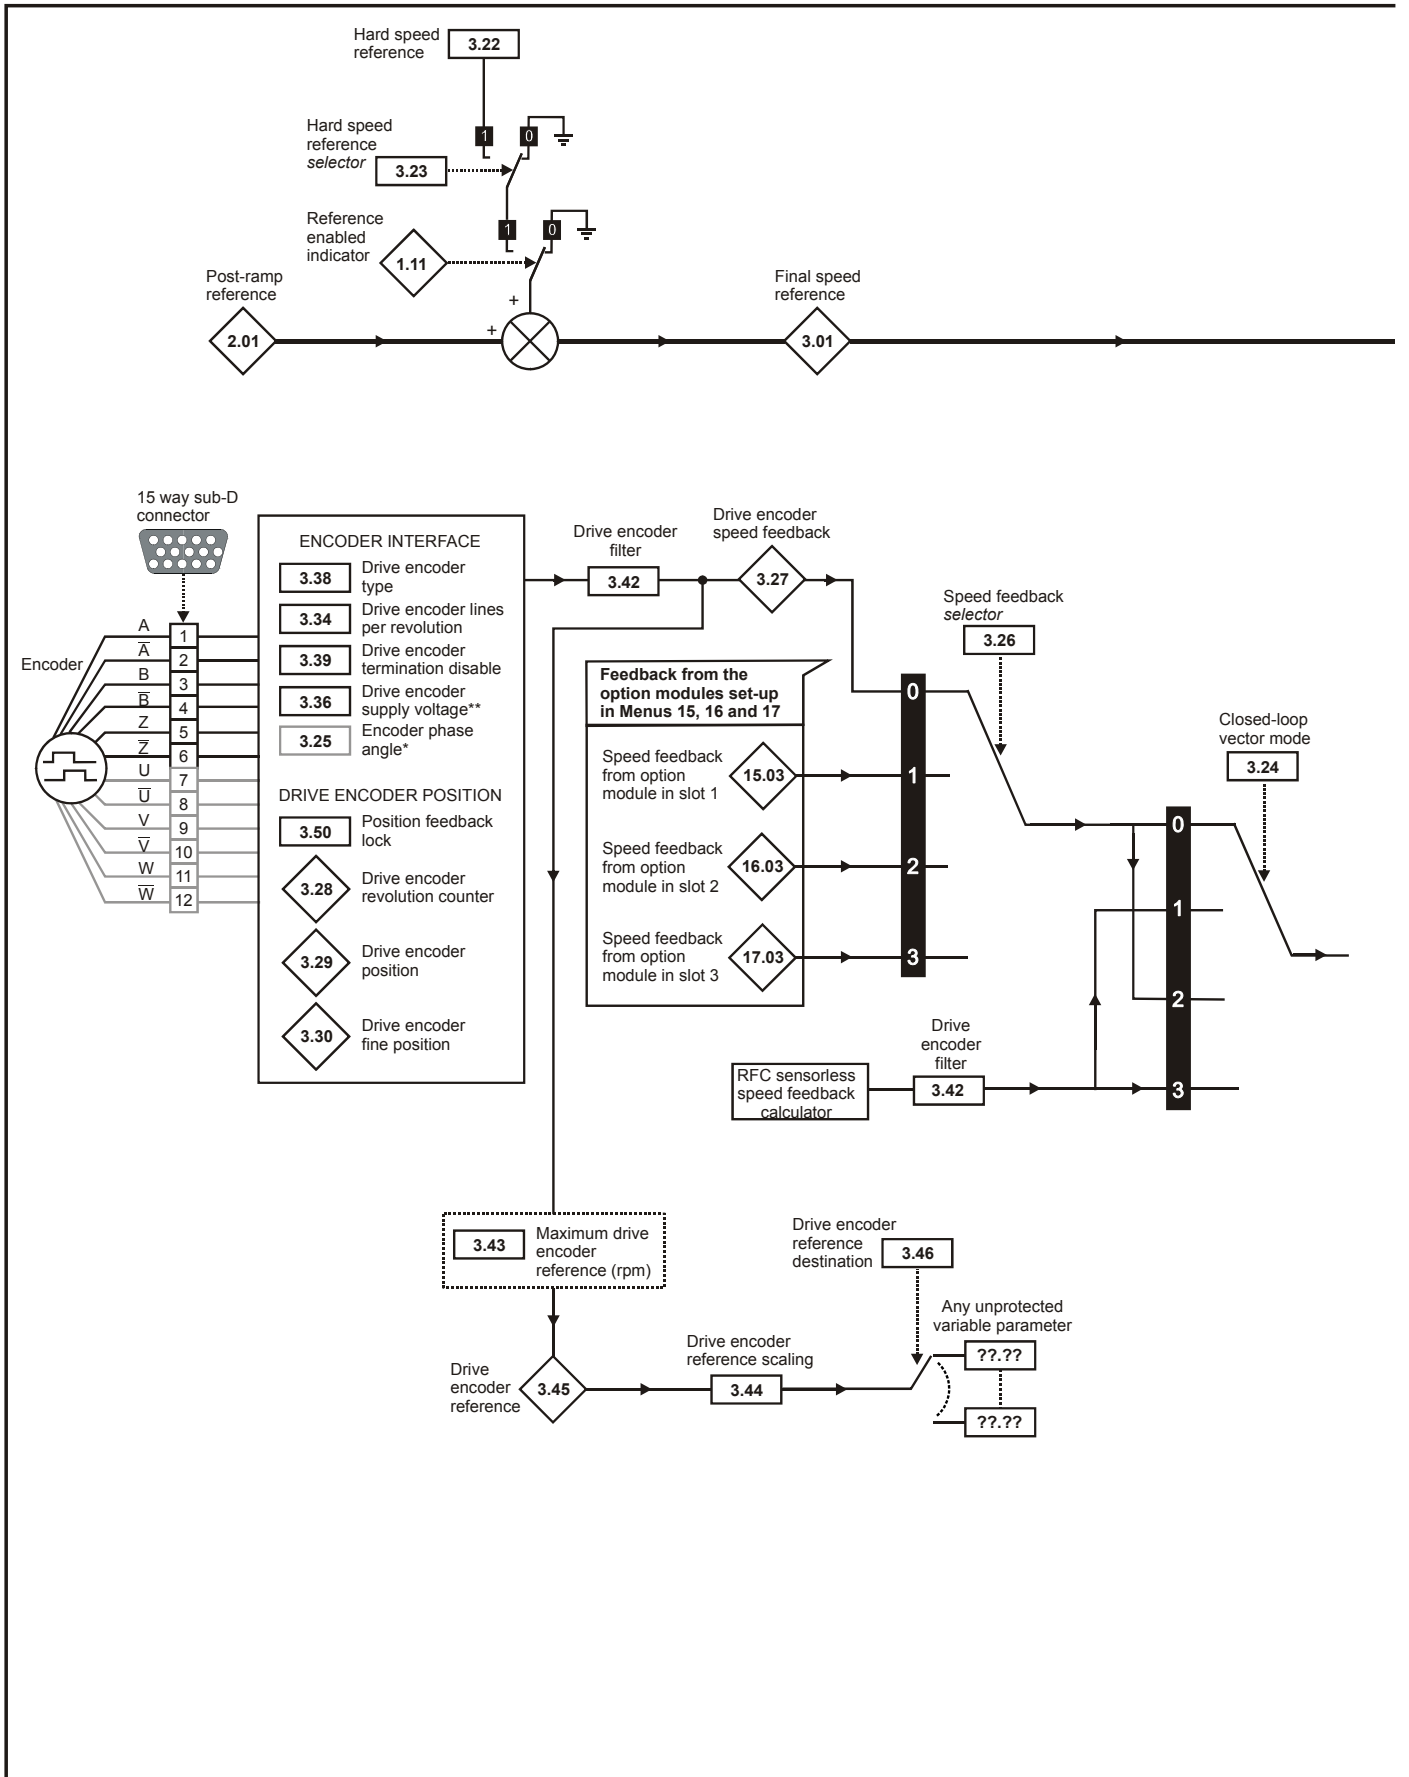 Hard speed
reference
3.22
1
0
Hard speed
reference
selector
3.23
Reference
enabled
indicator
1
0
1.11
Post-ramp
reference
2.01
+
+
Final speed
reference
3.01
15 way sub-D
connector
Encoder
A
1
A̅
2
B
3
B̅
4
Z
5
Z̅
6
U
7
U̅
8
V
9
V̅
10
W
11
W̅
12
ENCODER INTERFACE
3.38
Drive encoder
type
3.34
Drive encoder lines
per revolution
3.39
Drive encoder
termination disable
3.36
Drive encoder
supply voltage**
3.25
Encoder phase
angle*
DRIVE ENCODER POSITION
3.50
Position feedback
lock
3.28
Drive encoder
revolution counter
3.29
Drive encoder
position
3.30
Drive encoder
fine position
Drive encoder
filter
3.42
Drive encoder
speed feedback
3.27
Feedback from the
option modules set-up
in Menus 15, 16 and 17
Speed feedback
from option
module in slot 1
15.03
Speed feedback
from option
module in slot 2
16.03
Speed feedback
from option
module in slot 3
17.03
0
1
2
3
Speed feedback
selector
3.26
Closed-loop
vector mode
3.24
0
1
2
3
RFC sensorless
speed feedback
calculator
Drive
encoder
filter
3.42
3.43
Maximum drive
encoder
reference (rpm)
Drive
encoder
reference
3.45
Drive encoder
reference scaling
3.44
Drive encoder
reference
destination
3.46
Any unprotected
variable parameter
??.??
??.??